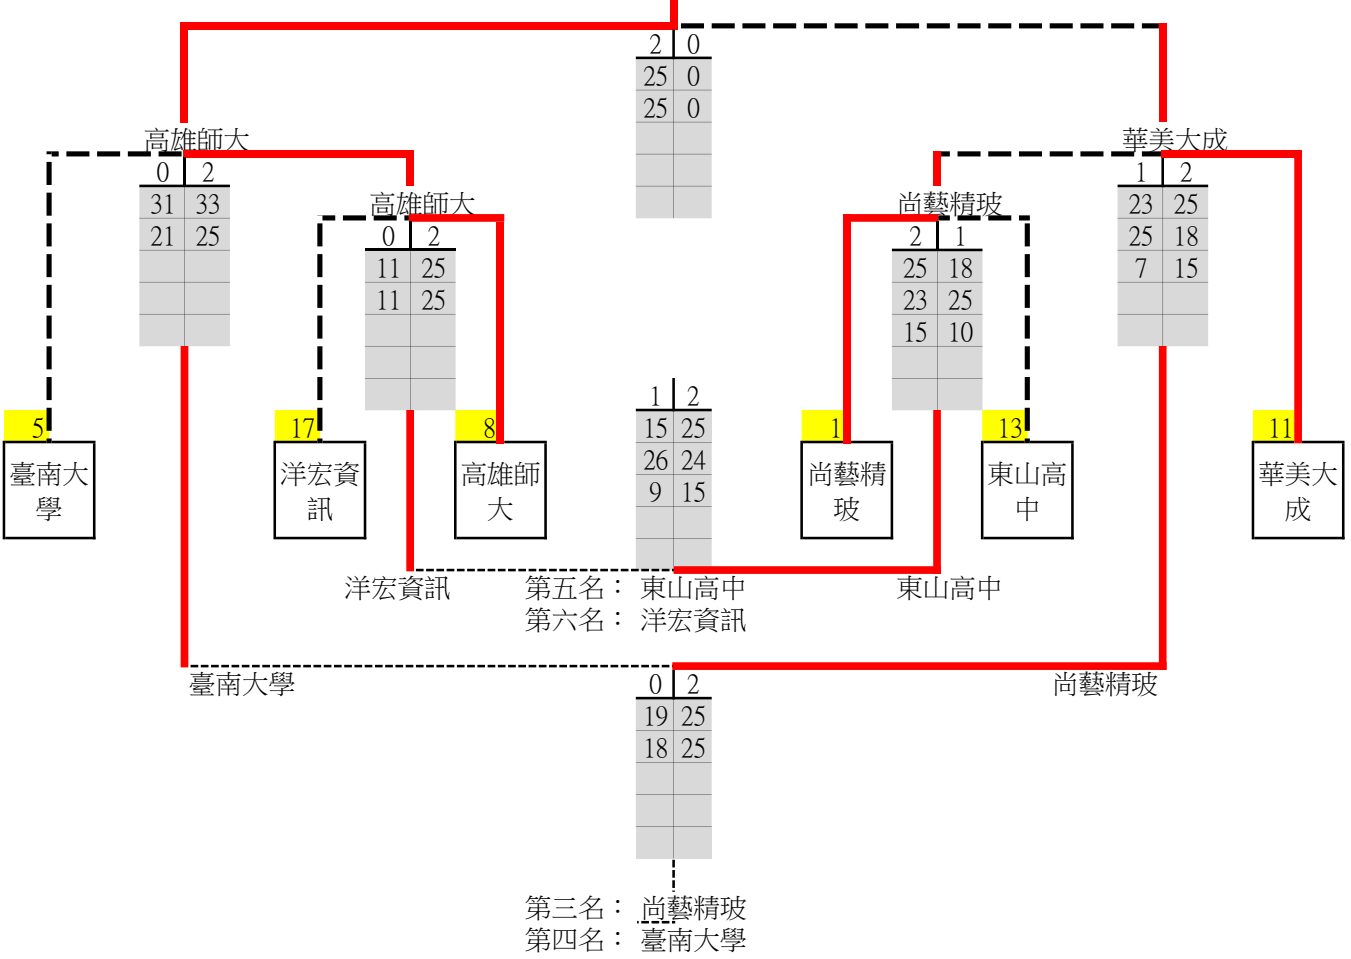 2 0
25 0
25 0
高雄師大
華美大成
0 2
31 33
21 25
1 2
23 25
25 18
7 15
高雄師大
尚藝精玻
0 2
11 25
11 25
2 1
25 18
23 25
15 10
1 2
15 25
26 24
9 15
5
17
8
1
13
11
臺南大
學
洋宏資
訊
高雄師
大
尚藝精
玻
東山高
中
華美大
成
洋宏資訊
第五名： 東山高中
東山高中
第六名： 洋宏資訊
臺南大學
尚藝精玻
0 2
19 25
18 25
第三名： 尚藝精玻
第四名： 臺南大學